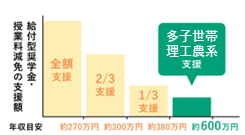 給付型奨学金・
授業料減免の支援額
全額
支援
2/3
支援
1/3
支援
多子世帯
理工農系
支援
年収目安
約270万円
約300万円
約380万円
約600万円